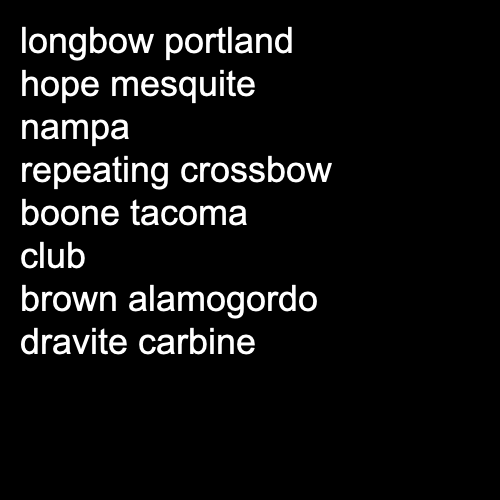 longbow portland
hope mesquite
nampa
repeating crossbow
boone tacoma
club
brown alamogordo
dravite carbine